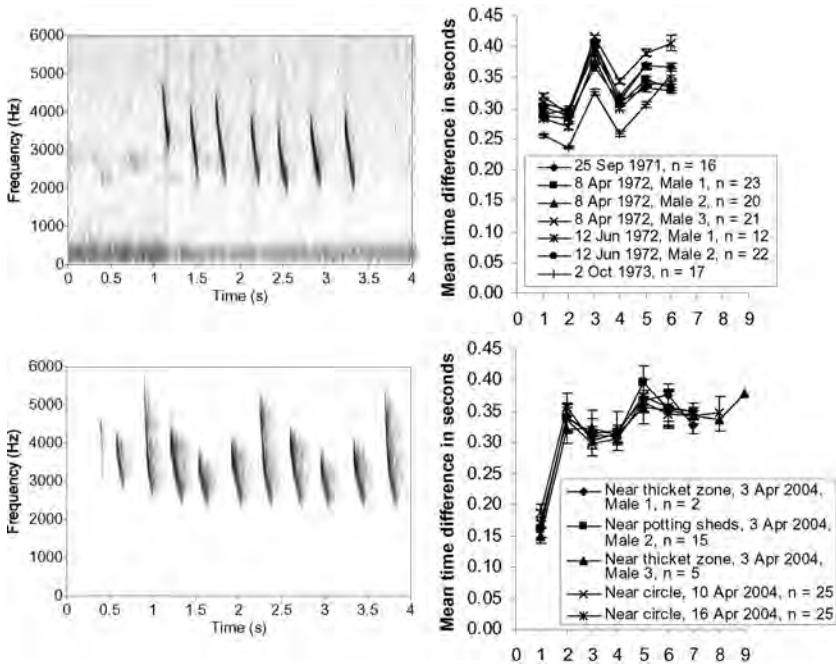 6000
5000
4000
3000
2000
1000
0
Frequency (Hz)
0 0.5 1 1.5 2 2.5 3 3.5 4
Time (s)
0.45
0.40
0.35
0.30
0.25
0.20
0.15
0.10
0.05
0.00
Mean time difference in seconds
25 Sep 1971, n = 16
8 Apr 1972, Male 1, n = 23
8 Apr 1972, Male 2, n = 20
8 Apr 1972, Male 3, n = 21
12 Jun 1972, Male 1, n = 12
12 Jun 1972, Male 2, n = 22
2 Oct 1973, n = 17
0 1 2 3 4 5 6 7 8 9
6000
5000
4000
3000
2000
1000
0
Frequency (Hz)
0 0.5 1 1.5 2 2.5 3 3.5 4
Time (s)
0.45
0.40
0.35
0.30
0.25
0.20
0.15
0.10
0.05
0.00
Mean time difference in seconds
Near thicket zone, 3 Apr 2004,
Male 1, n = 2
Near potting sheds, 3 Apr 2004,
Male 2, n = 15
Near thicket zone, 3 Apr 2004,
Male 3, n = 5
Near circle, 10 Apr 2004, n = 25
Near circle, 16 Apr 2004, n = 25
0 1 2 3 4 5 6 7 8 9